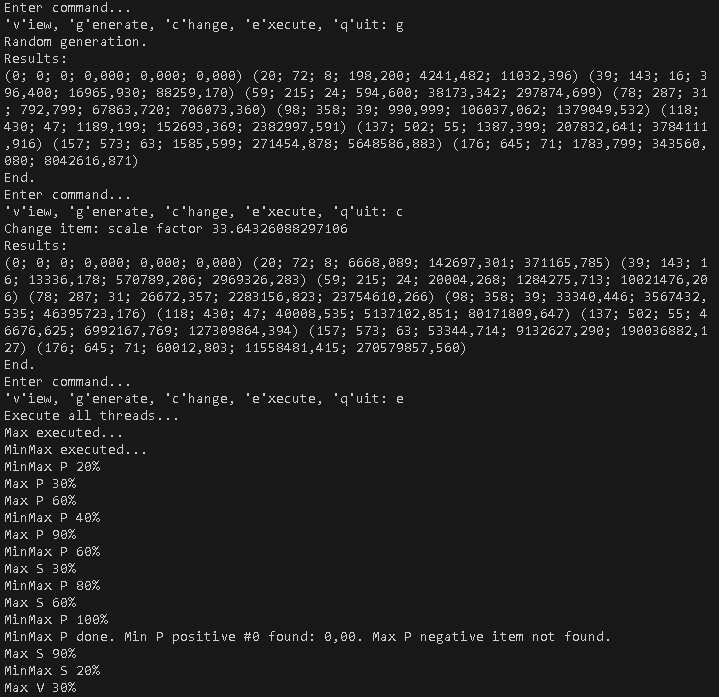 Enter command...
'v'iew, 'g'enerate, 'c'hange, 'e'xecute, 'q'uit: g
Random generation.
Results:
(0; 0; 0; 0,000; 0,000; 0,000) (20; 72; 8; 198,200; 4241,482; 11032,396) (39; 143; 16; 3
96,400; 16965,930; 88259,170) (59; 215; 24; 594,600; 38173,342; 297874,699) (78; 287; 31
; 792,799; 67863,720; 706073,360) (98; 358; 39; 990,999; 106037,062; 1379049,532) (118;
430; 47; 1189,199; 152693,369; 2382997,591) (137; 502; 55; 1387,399; 207832,641; 3784111
,916) (157; 573; 63; 1585,599; 271454,878; 5648586,883) (176; 645; 71; 1783,799; 343560,
080; 8042616,871)
End.
Enter command...
'v'iew, 'g'enerate, 'c'hange, 'e'xecute, 'q'uit: c
Change item: scale factor 33.64326088297106
Results:
(0; 0; 0; 0,000; 0,000; 0,000) (20; 72; 8; 6668,089; 142697,301; 371165,785) (39; 143; 1
6; 13336,178; 570789,206; 2969326,283) (59; 215; 24; 20004,268; 1284275,713; 10021476,20
6) (78; 287; 31; 26672,357; 2283156,823; 23754610,266) (98; 358; 39; 33340,446; 3567432,
535; 46395723,176) (118; 430; 47; 40008,535; 5137102,851; 80171809,647) (137; 502; 55; 4
6676,625; 6992167,769; 127309864,394) (157; 573; 63; 53344,714; 9132627,290; 190036882,1
27) (176; 645; 71; 60012,803; 11558481,415; 270579857,560)
End.
Enter command...
'v'iew, 'g'enerate, 'c'hange, 'e'xecute, 'q'uit: e
Execute all threads...
Max executed...
MinMax executed...
MinMax P 20%
Max P 30%
Max P 60%
MinMax P 40%
Max P 90%
MinMax P 60%
Max S 30%
MinMax P 80%
Max S 60%
MinMax P 100%
MinMax P done. Min P positive #0 found: 0,00. Max P negative item not found.
Max S 90%
MinMax S 20%
Max V 30%